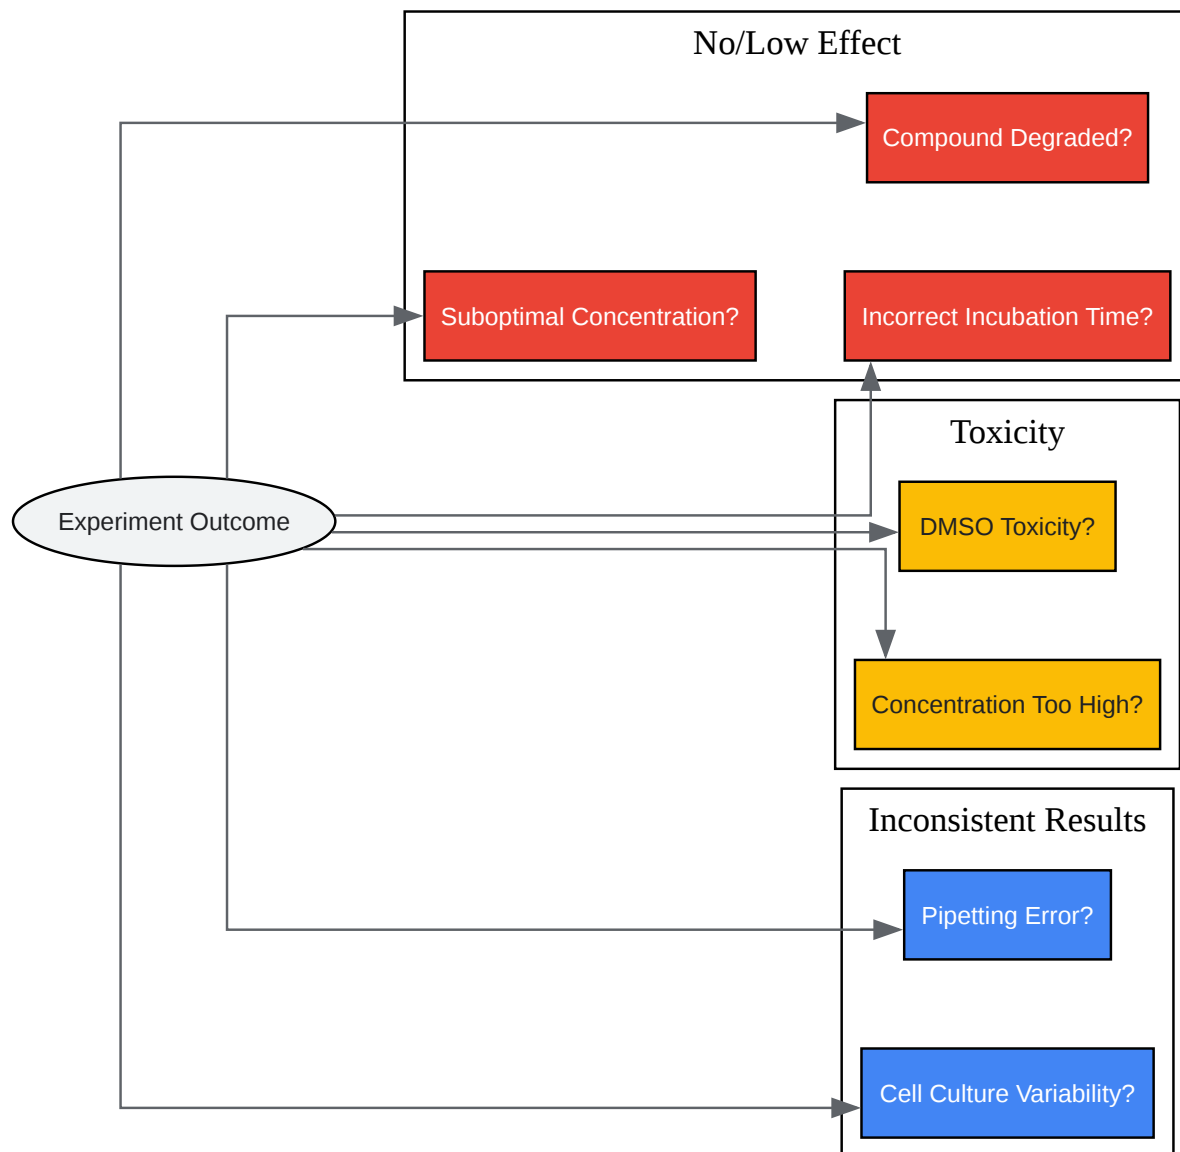 No/Low Effect
Compound Degraded?
Suboptimal Concentration?
Incorrect Incubation Time?
Toxicity
Experiment Outcome
DMSO Toxicity?
Concentration Too High?
Inconsistent Results
Pipetting Error?
Cell Culture Variability?